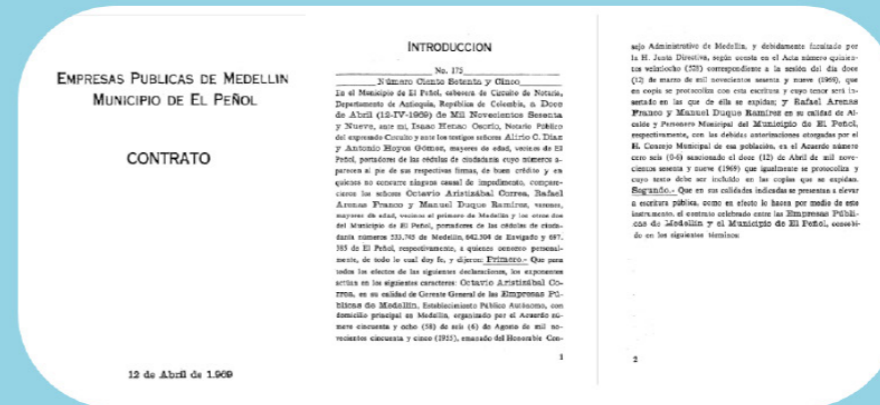 EMPRESAS PUBLICAS DE MEDELLIN
MUNICIPIO DE EL PEÑOL
CONTRATO
12 de Abril de 1.969
INTRODUCCION
No. 175
Número Ciento Setenta y Cinco
En el Municipio de El Peñol, cabecera de Circuito de Notaría,
Departamento de Antioquia, República de Colombia, a Doce
de Abril (12-IV-1969) de Mil Novecientos Sesenta
y Nueve, ante mí, Isaac Henao Osorio, Notario Público
del expresado Circuito y ante los testigos señores Alirio C. Díaz
y Antonio Hoyos Gómez, mayores de edad, vecinos de El
Peñol, portadores de las cédulas de ciudadanía cuyo números a-
parecen al pie de sus respectivas firmas, de buen crédito y en
quienes no concurre ninguna causal de impedimento, compare-
cieron los señores Octavio Aristizábal Correa, Rafael
Arenas Franco y Manuel Duque Ramírez, varones,
mayores de edad, vecinos el primero de Medellín y los otros dos
del Municipio de El Peñol, portadores de las cédulas de ciuda-
danía números 533.745 de Medellín, 642.504 de Envigado y 697.
385 de El Peñol, respectivamente, a quienes conozco personal-
mente, de todo lo cual doy fe, y dijeron: Primero.- Que para
todos los efectos de las siguientes declaraciones, los exponentes
actúan en los siguientes caracteres: Octavio Aristizábal Co-
rrea, en su calidad de Gerente General de las Empresas Pú-
blicas de Medellín, Establecimiento Público Autónomo, con
domicilio principal en Medellín, organizado por el Acuerdo nú-
mero cincuenta y ocho (58) de seis (6) de Agosto de mil no-
vecientos cincuenta y cinco (1955), emanado del Honorable Con-
1
sejo Administrativo de Medellín, y debidamente facultado por
la H. Junta Directiva, según consta en el Acta número quinien-
tos veintiocho (528) correspondiente a la sesión del día doce
(12) de marzo de mil novecientos sesenta y nueve (1969), que
en copia se protocoliza con esta escritura y cuyo tenor será in-
sertado en las que de ella se expidan; y Rafael Arenas
Franco y Manuel Duque Ramírez en su calidad de Al-
calde y Personero Municipal del Municipio de El Peñol,
respectivamente, con las debidas autorizaciones otorgadas por el
H. Concejo Municipal de esa población, en el Acuerdo número
cero seis (0-6) sancionado el doce (12) de Abril de mil nove-
cientos sesenta y nueve (1969) que igualmente se protocoliza y
cuyo texto debe ser incluído en las copias que se expidan.
Segundo.- Que en sus calidades indicadas se presentan a elevar
a escritura pública, como en efecto lo hacen por medio de este
instrumento, el contrato celebrado entre las Empresas Públi-
cas de Medellín y el Municipio de El Peñol, concebi-
do en los siguientes términos:
2